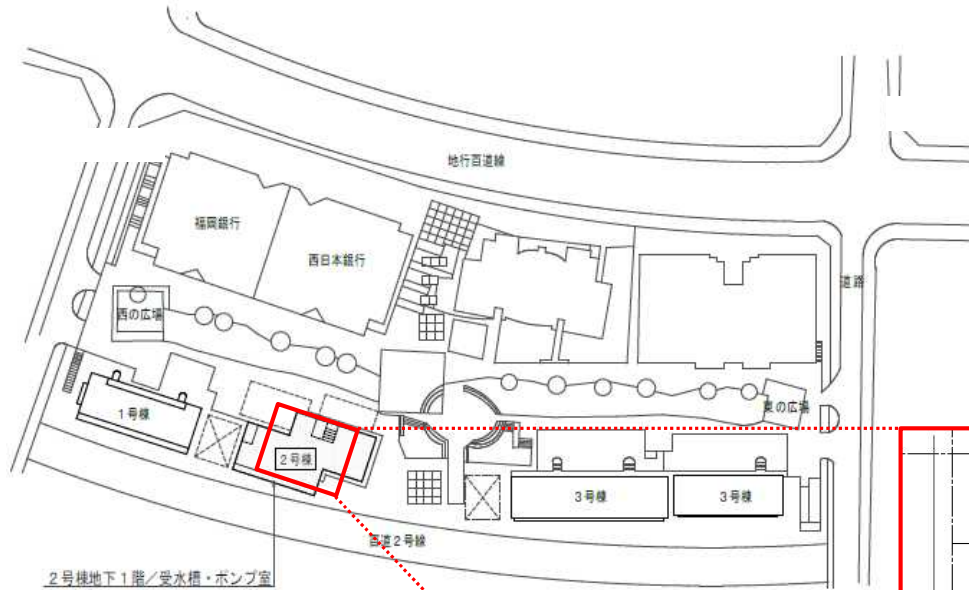 地行百道線
福岡銀行
西日本銀行
道路
西の広場
東の広場
1号棟
2号棟
3号棟
3号棟
百道2号線
2号棟地下1階/受水槽・ポンプ室